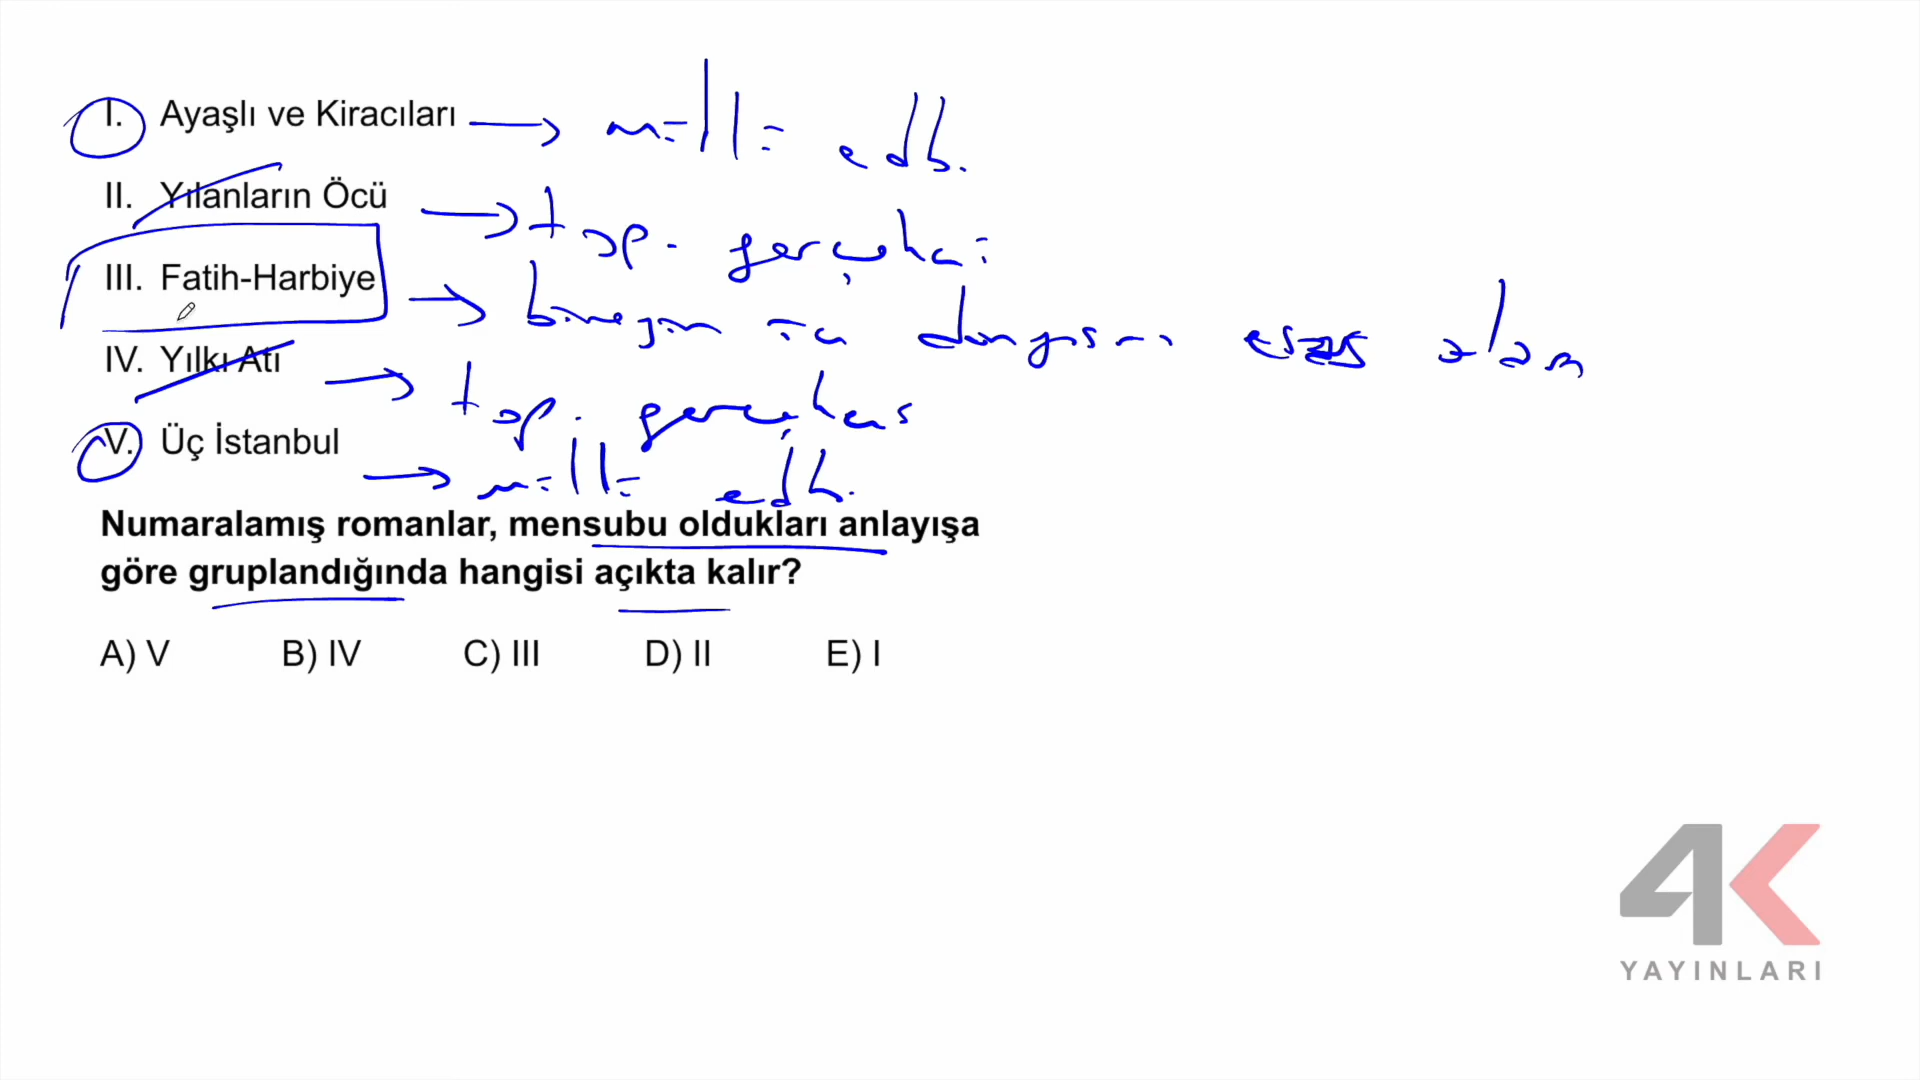 I. Ayaşlı ve Kiracıları → milli edb.
II. Yılanların Öcü → top. gerçekçi
III. Fatih-Harbiye → bireyin iç dünyasını esas alan
IV. Yılkı Atı → top. gerçekçi
V. Üç İstanbul → milli edb.
Numaralamış romanlar, mensubu oldukları anlayışa
göre gruplandığında hangisi açıkta kalır?
A) V B) IV C) III D) II E) I
4K
YAYINLARI